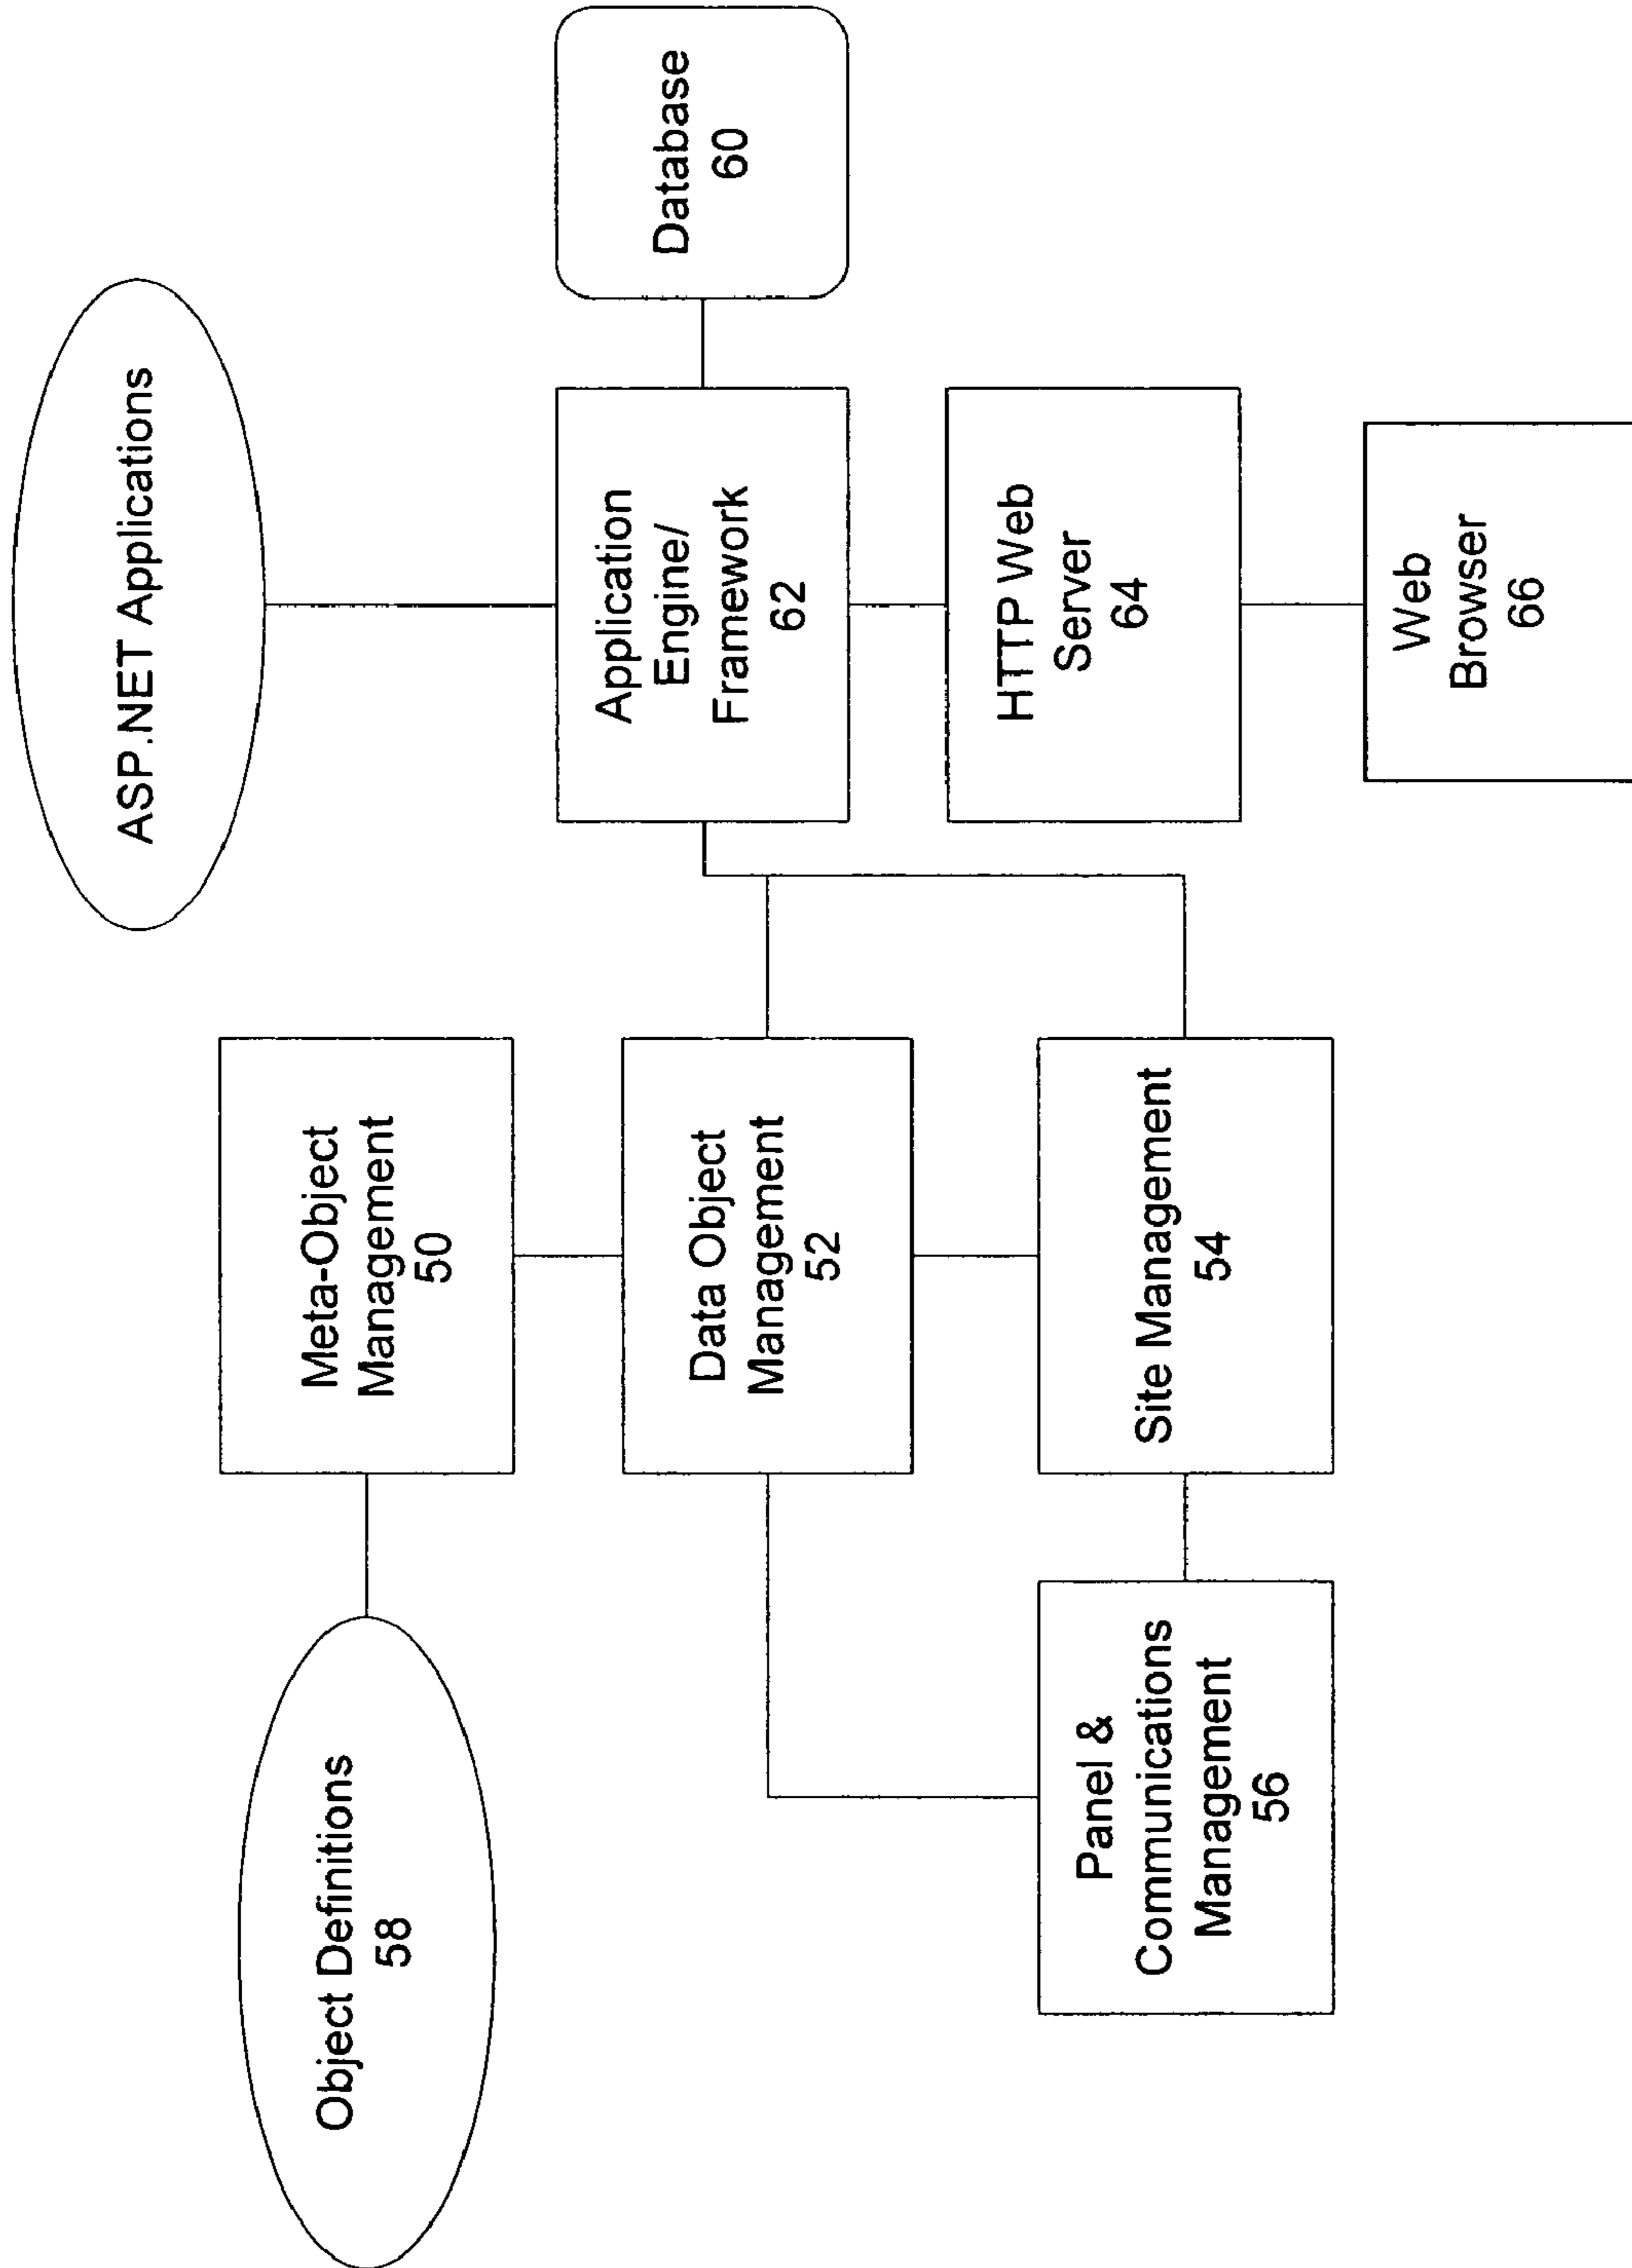 ASP.NET Applications
Object Definitions
58
Meta-Object
Management
50
Application
Engine/
Framework
62
Database
60
Data Object
Management
52
HTTP Web
Server
64
Panel &
Communications
Management
56
Site Management
54
Web
Browser
66